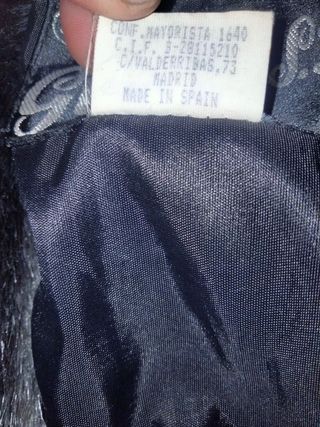 CONF.MAYORISTA 1640
C.I.F. B-28115210
C/VALDERRIBAS,73
MADRID
MADE IN SPAIN